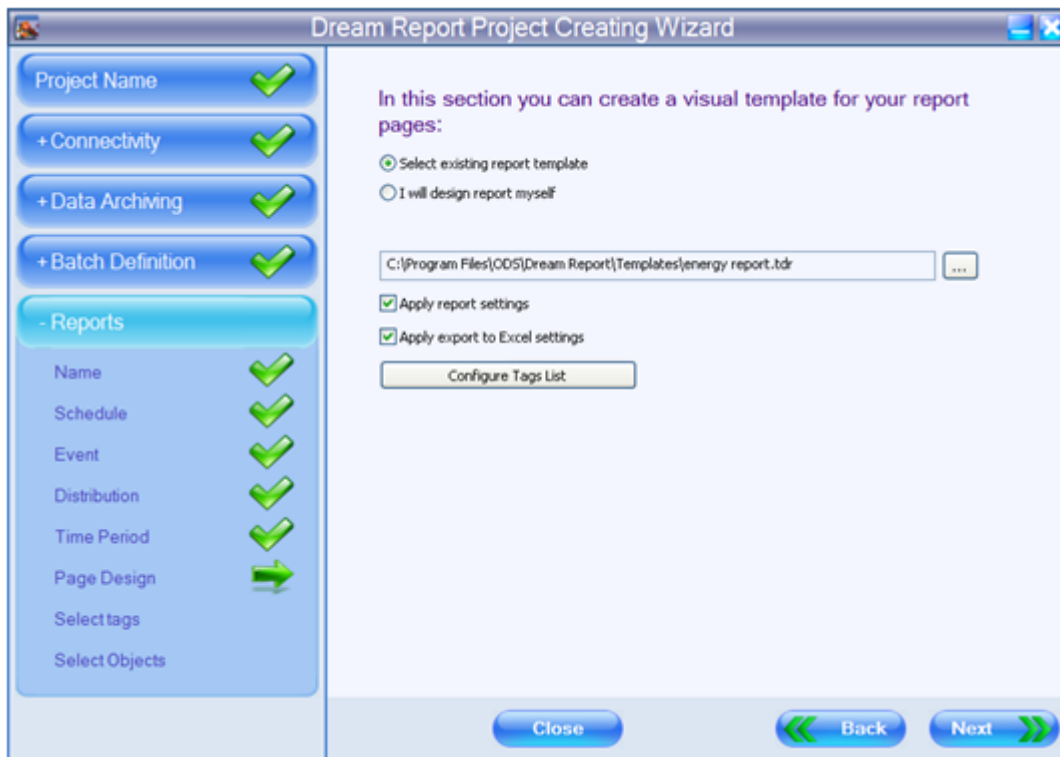 Dream Report Project Creating Wizard
Project Name
+Connectivity
+Data Archiving
+Batch Definition
- Reports
Name
Schedule
Event
Distribution
Time Period
Page Design
Select tags
Select Objects
In this section you can create a visual template for your report
pages:
Select existing report template
I will design report myself
C:\Program Files\ODS\Dream Report\Templates\energy report.tdr
...
Apply report settings
Apply export to Excel settings
Configure Tags List
Close
Back
Next